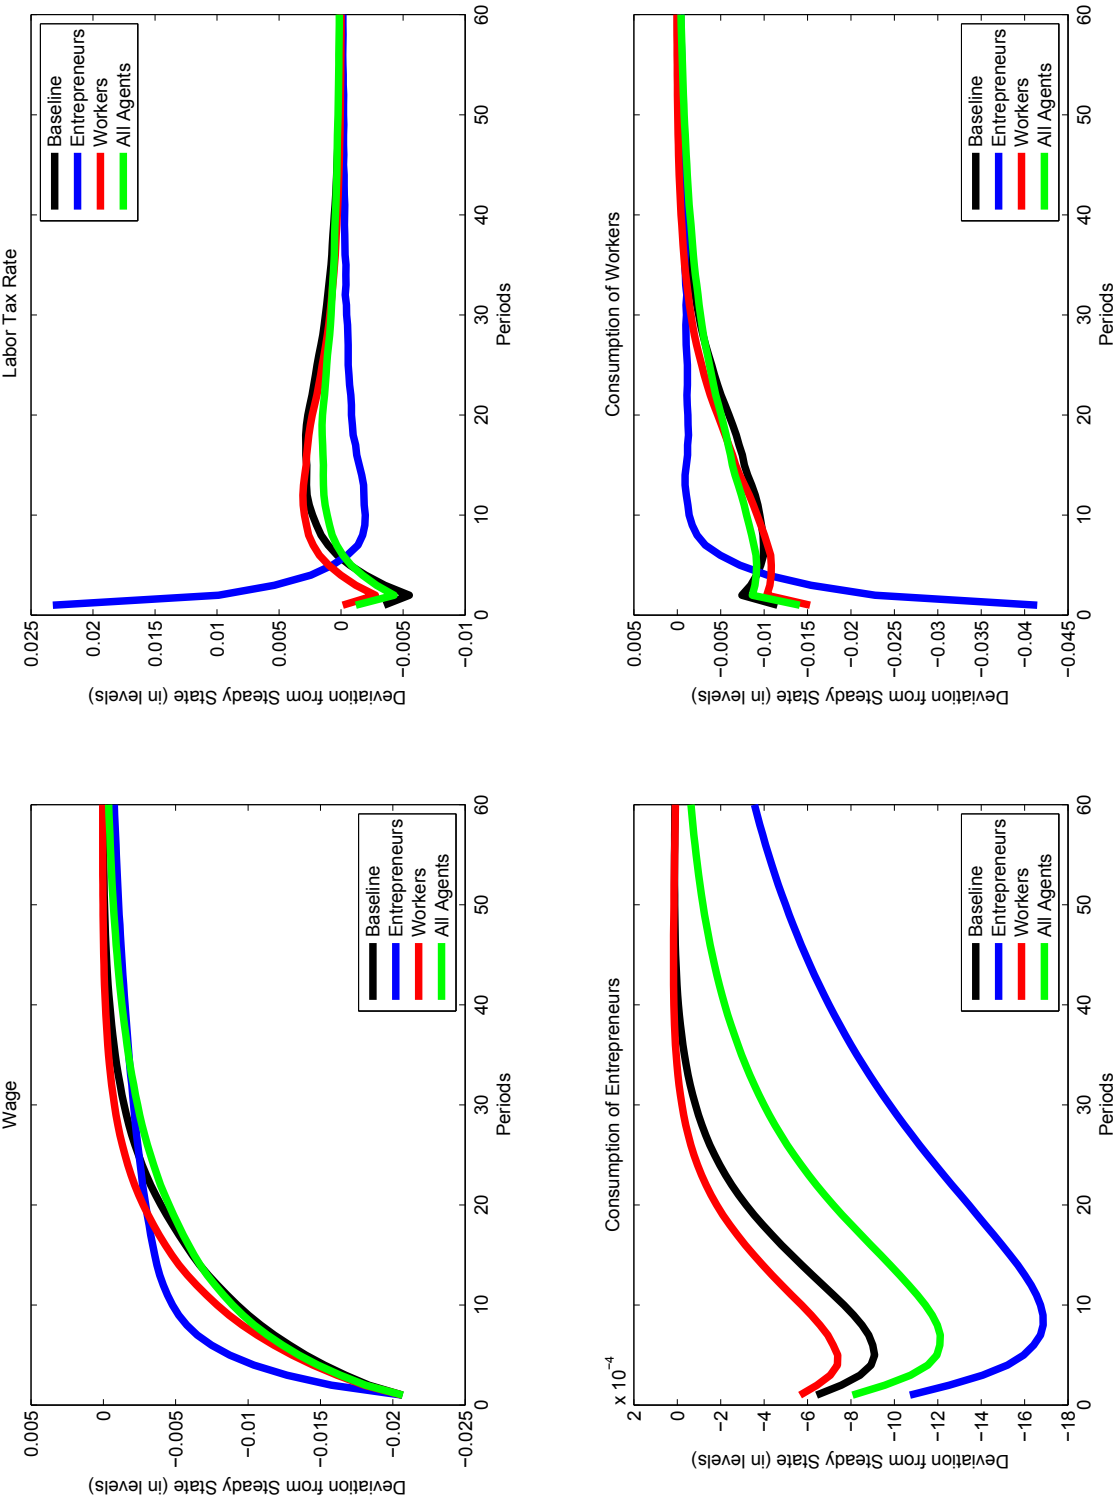 Wage
0.005
0
−0.005
−0.01
−0.015
−0.02
−0.025
0
10
20
30
40
50
60
Periods
Deviation from Steady State (in levels)
Baseline
Entrepreneurs
Workers
All Agents
Labor Tax Rate
0.025
0.02
0.015
0.01
0.005
0
−0.005
−0.01
0
10
20
30
40
50
60
Periods
Deviation from Steady State (in levels)
Baseline
Entrepreneurs
Workers
All Agents
Consumption of Entrepreneurs
x 10−4
2
0
−2
−4
−6
−8
−10
−12
−14
−16
−18
0
10
20
30
40
50
60
Periods
Deviation from Steady State (in levels)
Baseline
Entrepreneurs
Workers
All Agents
Consumption of Workers
0.005
0
−0.005
−0.01
−0.015
−0.02
−0.025
−0.03
−0.035
−0.04
−0.045
0
10
20
30
40
50
60
Periods
Deviation from Steady State (in levels)
Baseline
Entrepreneurs
Workers
All Agents